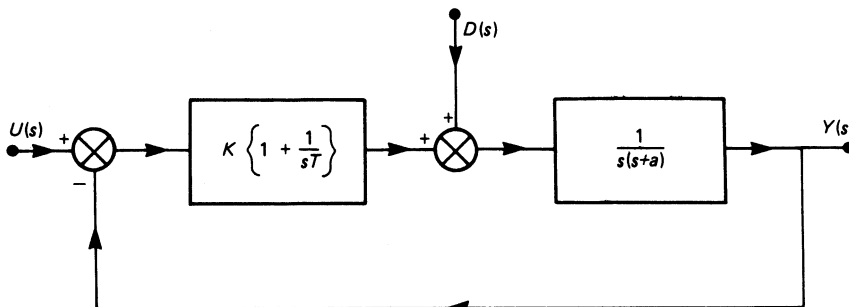 D(s)
U(s)
+
−
K {1 + 1/sT}
+
+
1/s(s+a)
Y(s